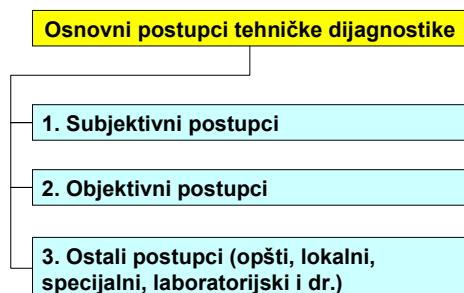 Osnovni postupci tehničke dijagnostike
1. Subjektivni postupci
2. Objektivni postupci
3. Ostali postupci (opšti, lokalni,
specijalni, laboratorijski i dr.)